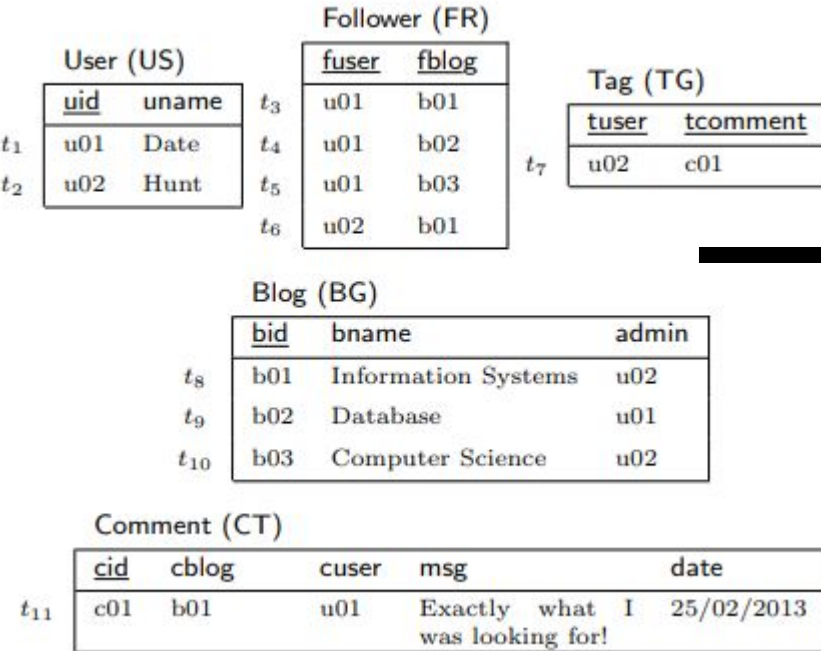 Follower (FR)
User (US)
fuser fblog
Tag (TG)
uid uname
t3 u01 b01
tuser tcomment
t1 u01 Date
t4 u01 b02
t7 u02 c01
t2 u02 Hunt
t5 u01 b03
t6 u02 b01
Blog (BG)
bid bname admin
t8 b01 Information Systems u02
t9 b02 Database u01
t10 b03 Computer Science u02
Comment (CT)
cid cblog cuser msg date
t11 c01 b01 u01 Exactly what I 25/02/2013
was looking for!